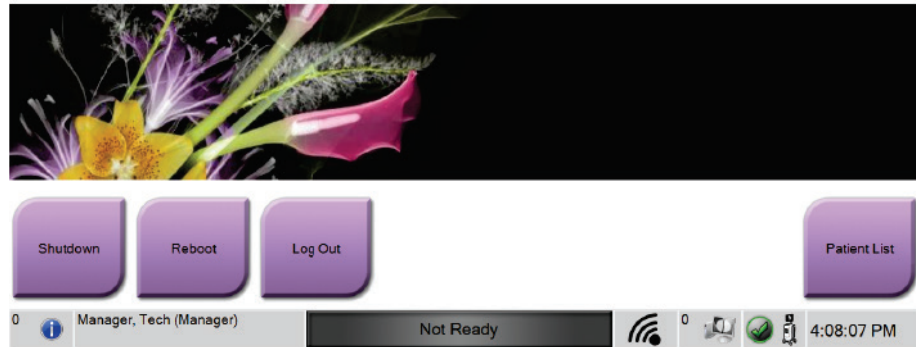 Shutdown
Reboot
Log Out
Patient List
0
Manager, Tech (Manager)
Not Ready
0
4:08:07 PM